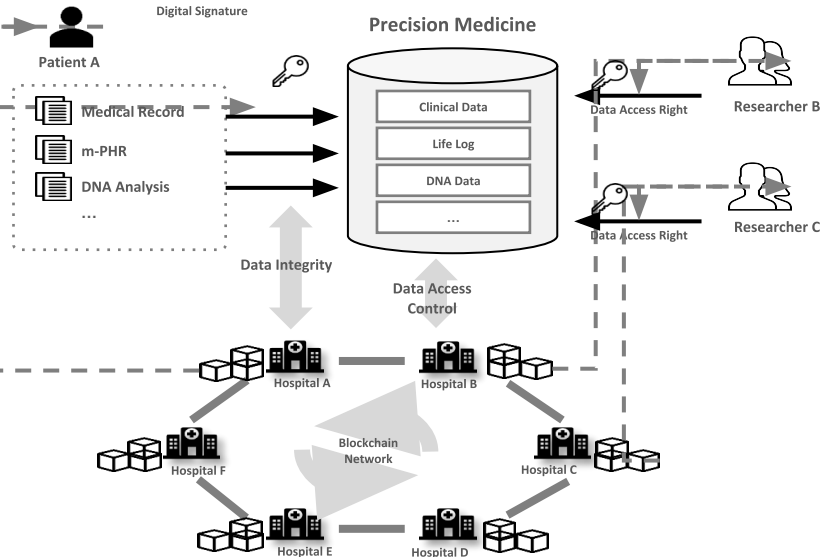 Digital Signature
Precision Medicine
Patient A
Medical Record
m-PHR
DNA Analysis
...
Clinical Data
Life Log
DNA Data
...
Data Access Right
Researcher B
Data Access Right
Researcher C
Data Integrity
Data Access
Control
Hospital A
Hospital B
Blockchain
Network
Hospital F
Hospital C
Hospital E
Hospital D